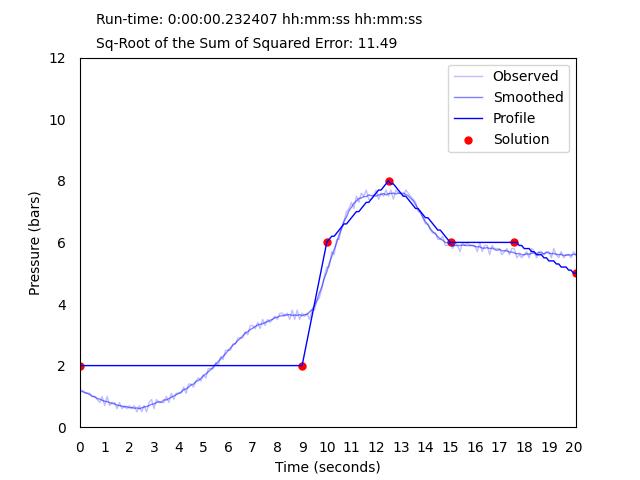 Run-time: 0:00:00.232407 hh:mm:ss hh:mm:ss
Sq-Root of the Sum of Squared Error: 11.49
12
10
8
6
4
2
0
Pressure (bars)
Observed
Smoothed
Profile
Solution
0 1 2 3 4 5 6 7 8 9 10 11 12 13 14 15 16 17 18 19 20
Time (seconds)